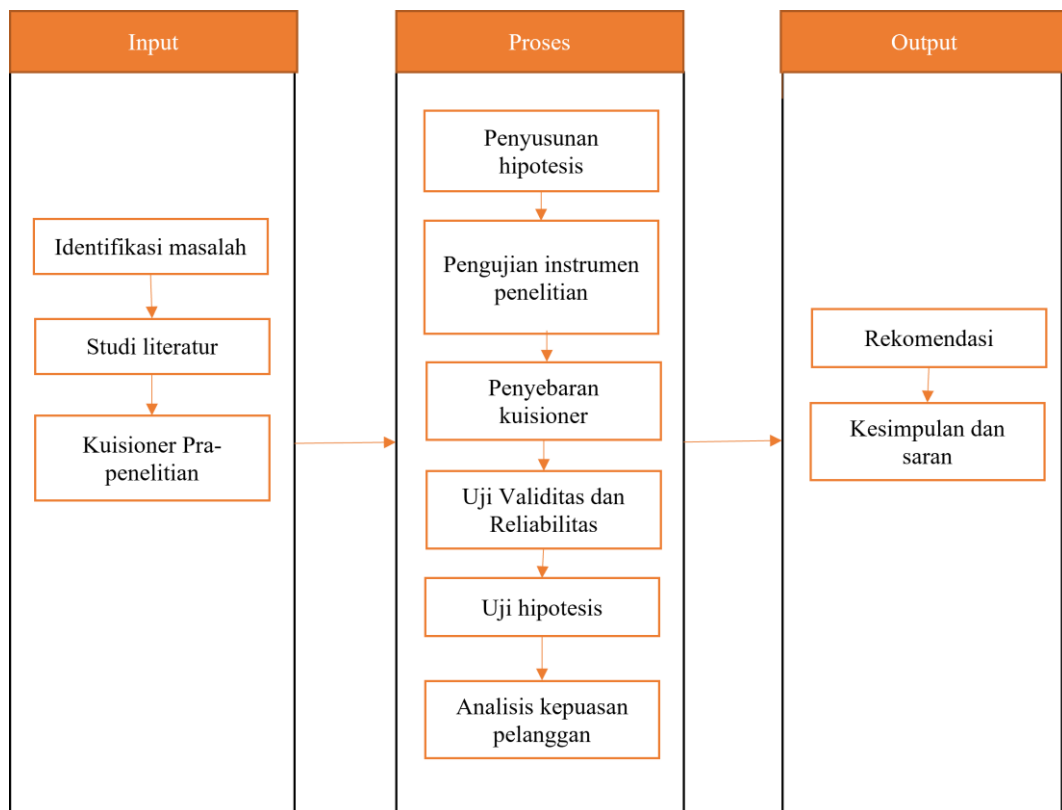 Input
Identifikasi masalah
Studi literatur
Kuisioner Pra-
penelitian
Proses
Penyusunan
hipotesis
Pengujian instrumen
penelitian
Penyebaran
kuisioner
Uji Validitas dan
Reliabilitas
Uji hipotesis
Analisis kepuasan
pelanggan
Output
Rekomendasi
Kesimpulan dan
saran